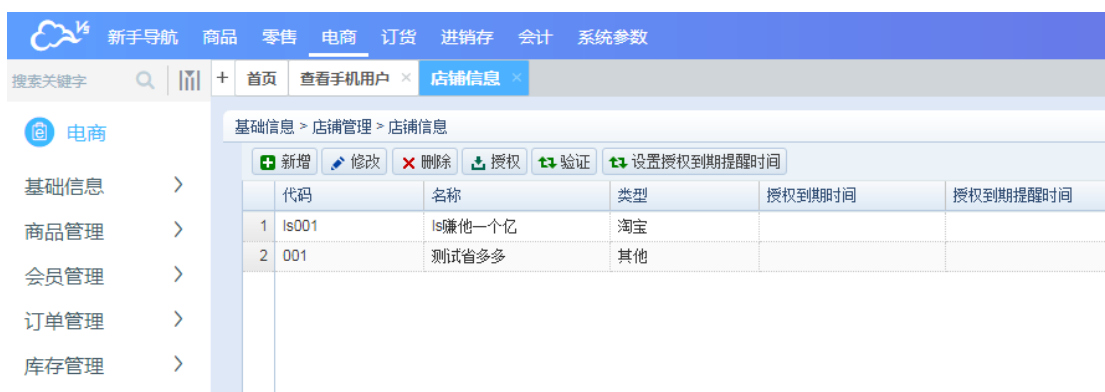 V5 新手导航 商品 零售 电商 订货 进销存 会计 系统参数
搜索关键字 + 首页 查看手机用户 × 店铺信息 ×
电商
基础信息 > 店铺管理 > 店铺信息
新增 修改 删除 授权 验证 设置授权到期提醒时间
代码 名称 类型 授权到期时间 授权到期提醒时间
1 ls001 ls赚他一个亿 淘宝
2 001 测试省多多 其他
基础信息
商品管理
会员管理
订单管理
库存管理